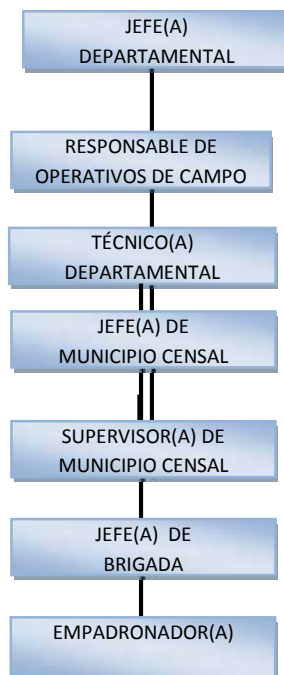 JEFE(A)
DEPARTAMENTAL
RESPONSABLE DE
OPERATIVOS DE CAMPO
TÉCNICO(A)
DEPARTAMENTAL
JEFE(A) DE
MUNICIPIO CENSAL
SUPERVISOR(A) DE
MUNICIPIO CENSAL
JEFE(A) DE
BRIGADA
EMPADRONADOR(A)